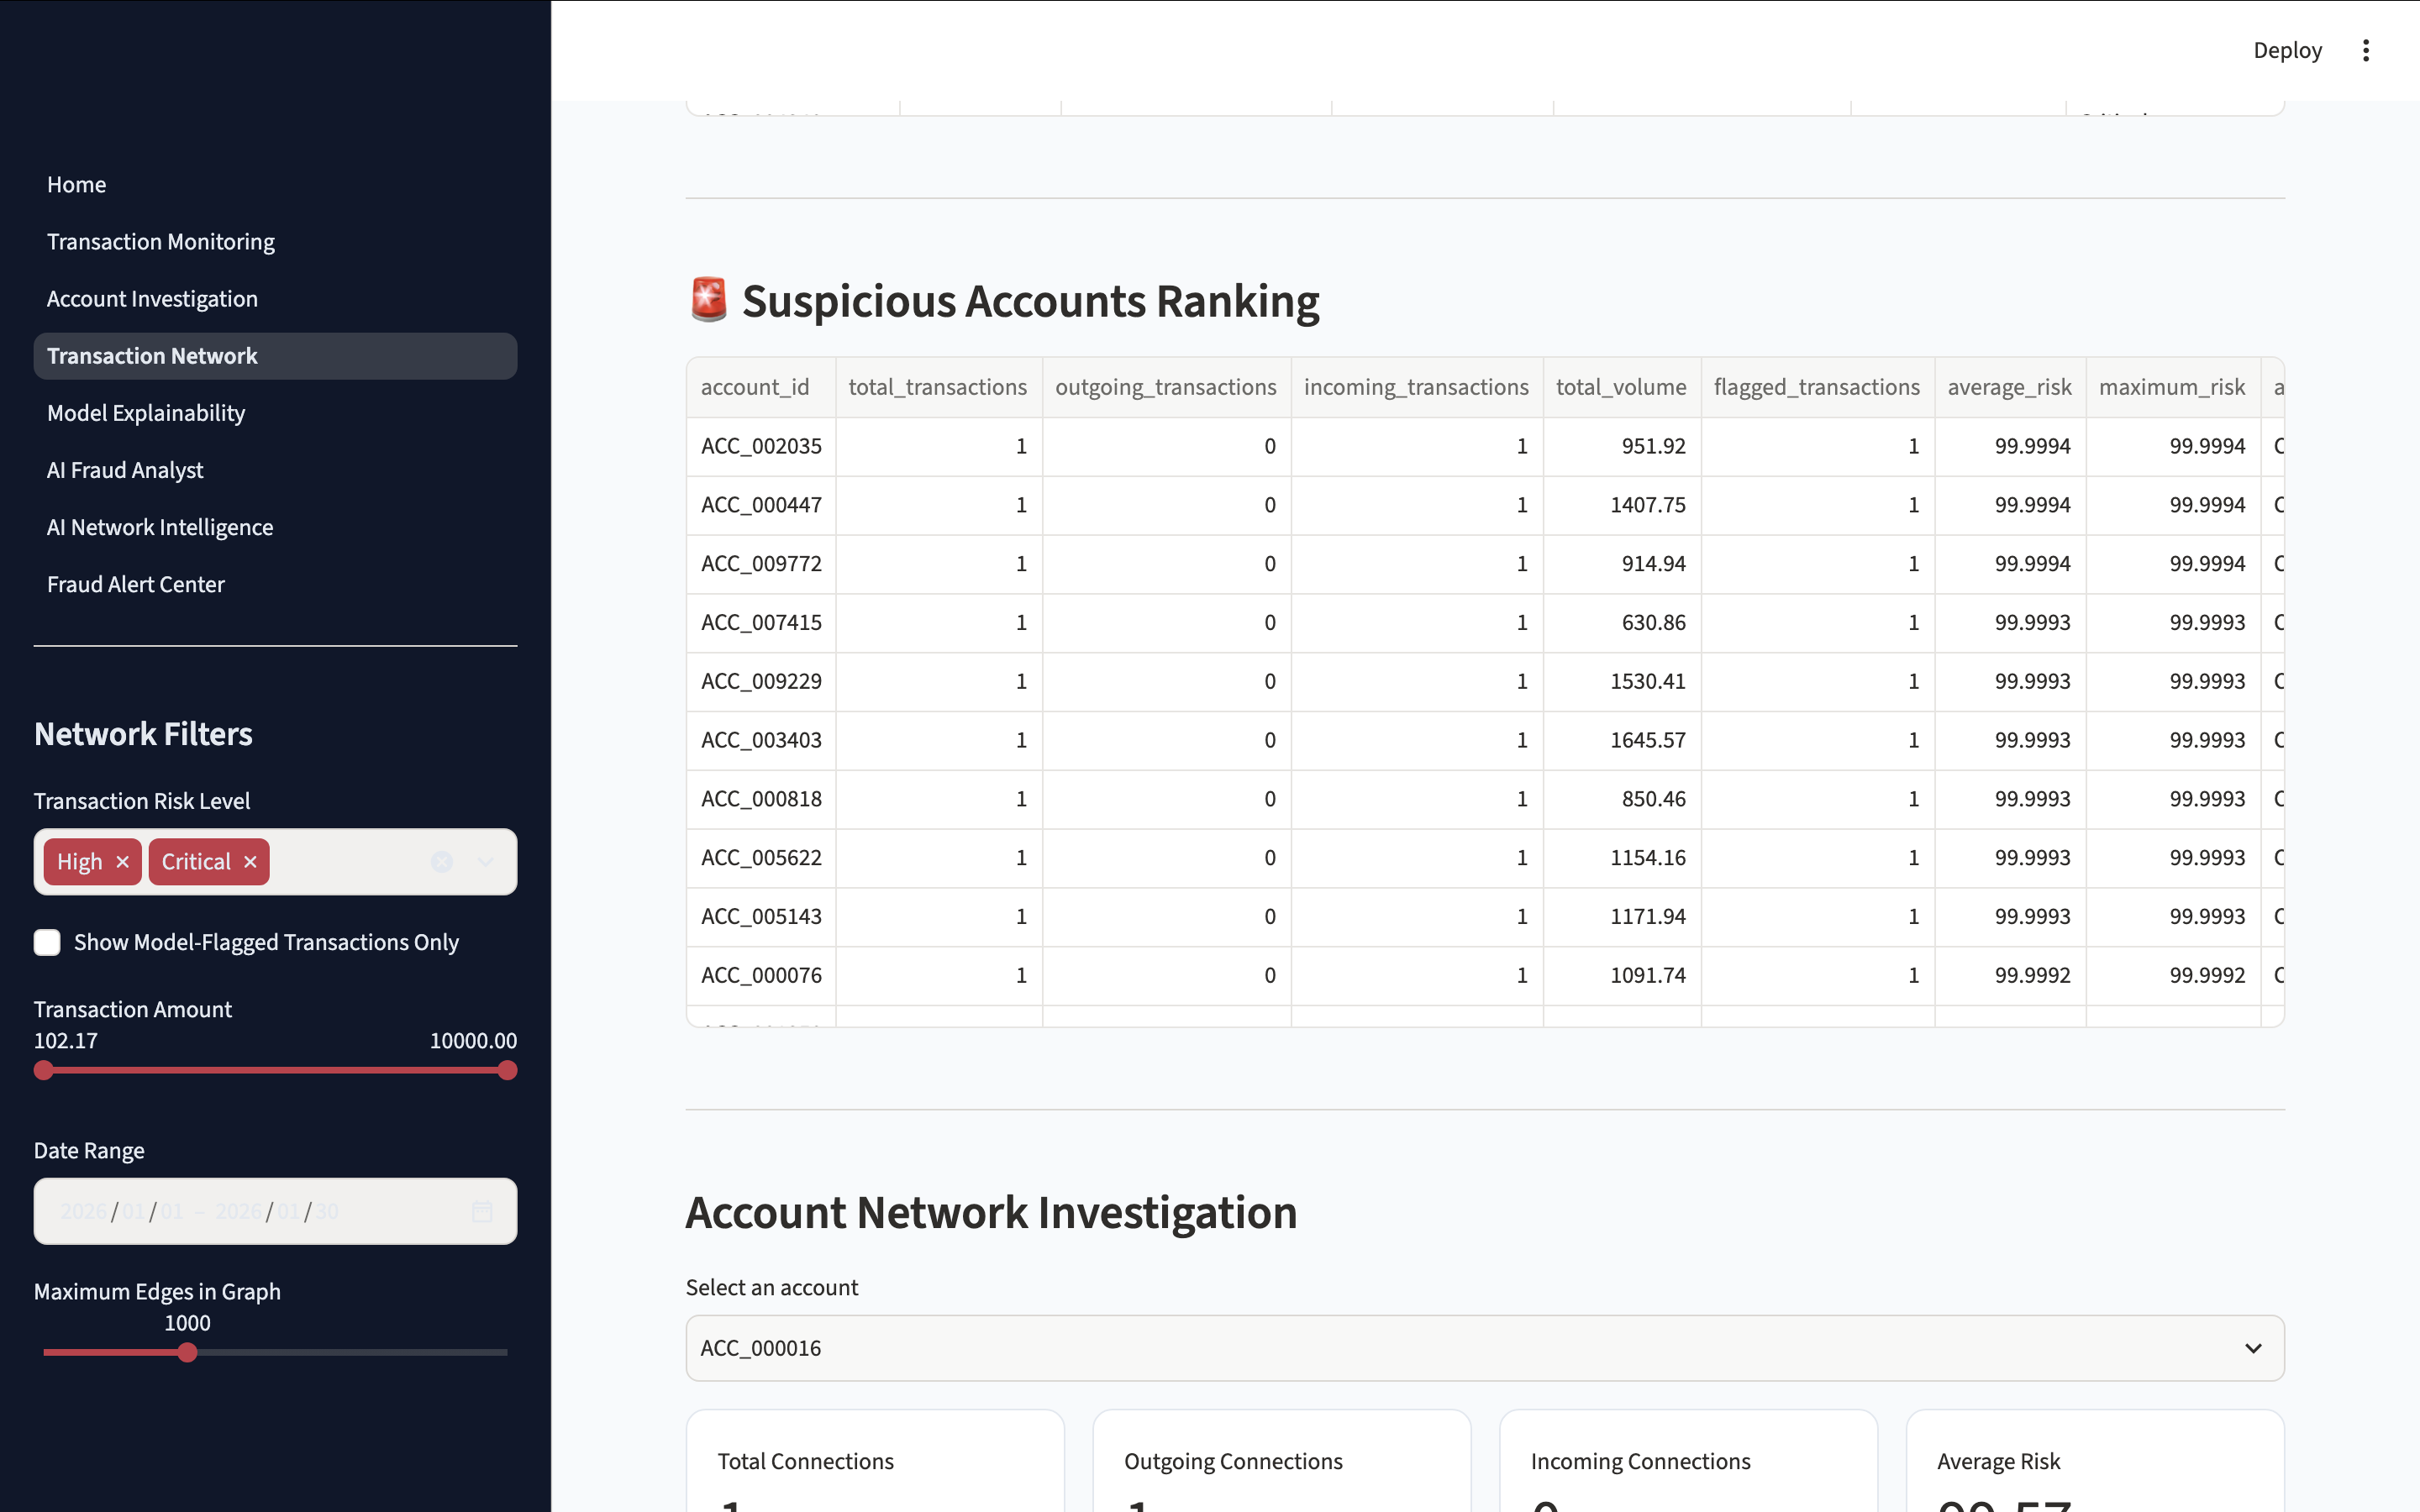 Deploy
Home
Transaction Monitoring
Account Investigation
Transaction Network
Model Explainability
AI Fraud Analyst
AI Network Intelligence
Fraud Alert Center
Network Filters
Transaction Risk Level
High × Critical ×
Show Model-Flagged Transactions Only
Transaction Amount
102.17 10000.00
Date Range
2026/01/01 – 2026/01/30
Maximum Edges in Graph
1000
Suspicious Accounts Ranking
account_id total_transactions outgoing_transactions incoming_transactions total_volume flagged_transactions average_risk maximum_risk
ACC_002035 1 0 1 951.92 1 99.9994 99.9994
ACC_000447 1 0 1 1407.75 1 99.9994 99.9994
ACC_009772 1 0 1 914.94 1 99.9994 99.9994
ACC_007415 1 0 1 630.86 1 99.9993 99.9993
ACC_009229 1 0 1 1530.41 1 99.9993 99.9993
ACC_003403 1 0 1 1645.57 1 99.9993 99.9993
ACC_000818 1 0 1 850.46 1 99.9993 99.9993
ACC_005622 1 0 1 1154.16 1 99.9993 99.9993
ACC_005143 1 0 1 1171.94 1 99.9993 99.9993
ACC_000076 1 0 1 1091.74 1 99.9992 99.9992
Account Network Investigation
Select an account
ACC_000016
Total Connections Outgoing Connections Incoming Connections Average Risk